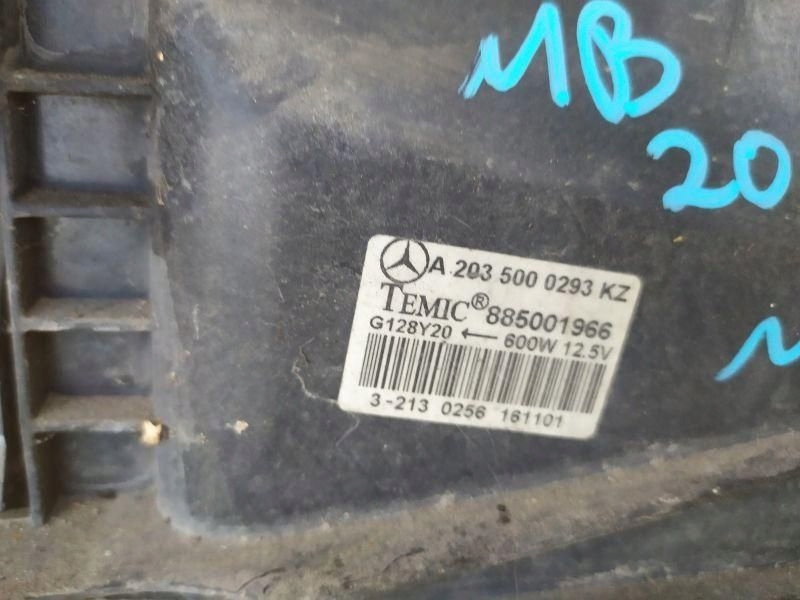 MB
20
A 203 500 0293 KZ
TEMIC® 885001966
G128Y20 ← 600W 12.5V
3-213 0256 161101